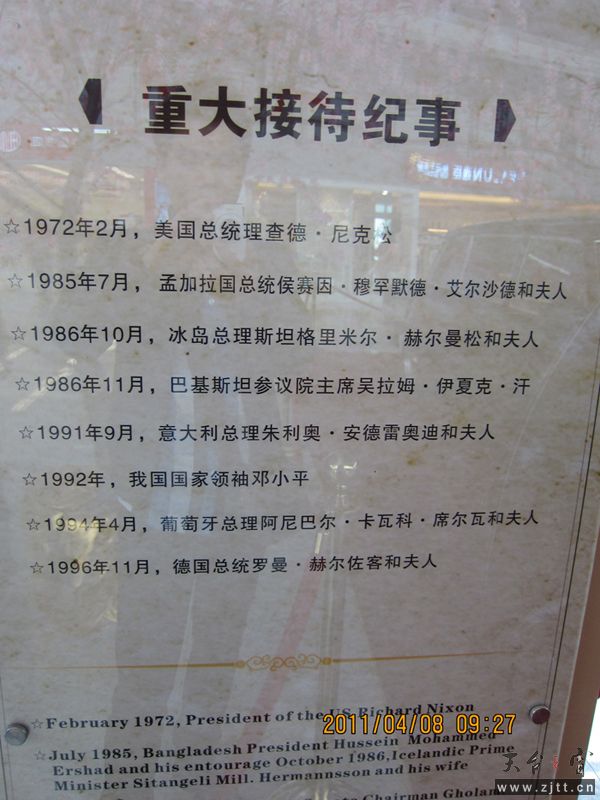 重大接待纪事
☆1972年2月，美国总统理查德·尼克松
☆1985年7月，孟加拉国总统侯赛因·穆罕默德·艾尔沙德和夫人
☆1986年10月，冰岛总理斯坦格里米尔·赫尔曼松和夫人
☆1986年11月，巴基斯坦参议院主席吴拉姆·伊夏克·汗
☆1991年9月，意大利总理朱利奥·安德雷奥迪和夫人
☆1992年，我国国家领袖邓小平
☆1994年4月，葡萄牙总理阿尼巴尔·卡瓦科·席尔瓦和夫人
☆1996年11月，德国总统罗曼·赫尔佐客和夫人
☆February 1972, President of the US Richard Nixon
☆July 1985, Bangladesh President Hussein Mohammed
Ershad and his entourage October 1986, Icelandic Prime
Minister Sitangeli Mill. Hermannsson and his wife
Chairman Gholam
2011/04/08 09:27
www.zjtt.cn